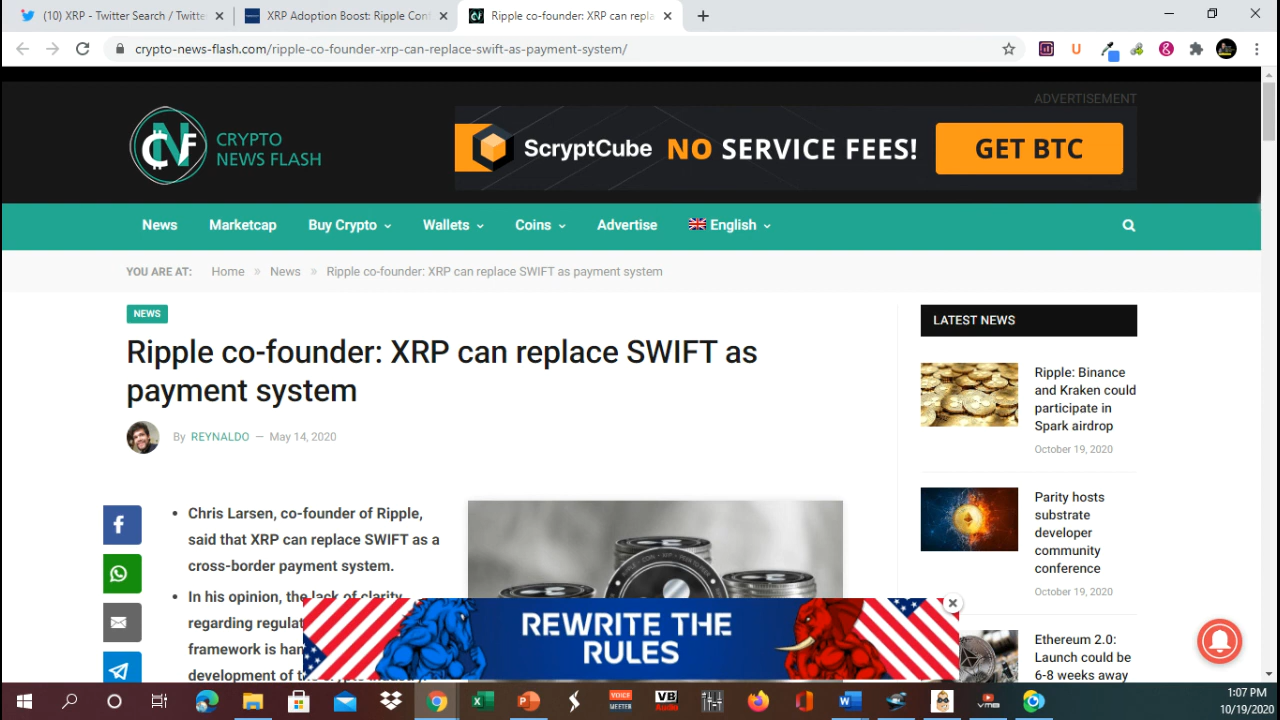 (10) XRP - Twitter Search / Twitte
XRP Adoption Boost: Ripple Cont
Ripple co-founder: XRP can repla
crypto-news-flash.com/ripple-co-founder-xrp-can-replace-swift-as-payment-system/
ADVERTISEMENT
CNF
CRYPTO
NEWS FLASH
ScryptCube NO SERVICE FEES! GET BTC
News Marketcap Buy Crypto Wallets Coins Advertise English
YOU ARE AT: Home » News » Ripple co-founder: XRP can replace SWIFT as payment system
NEWS
Ripple co-founder: XRP can replace SWIFT as
payment system
By REYNALDO — May 14, 2020
• Chris Larsen, co-founder of Ripple,
said that XRP can replace SWIFT as a
cross-border payment system.
• In his opinion, the lack of clarity
regarding regulat
framework is han
development of t
LATEST NEWS
Ripple: Binance
and Kraken could
participate in
Spark airdrop
October 19, 2020
Parity hosts
substrate
developer
community
conference
October 19, 2020
Ethereum 2.0:
Launch could be
6-8 weeks away
REWRITE THE
RULES
VOICE
MEETER
VB
Audio
1:07 PM
10/19/2020